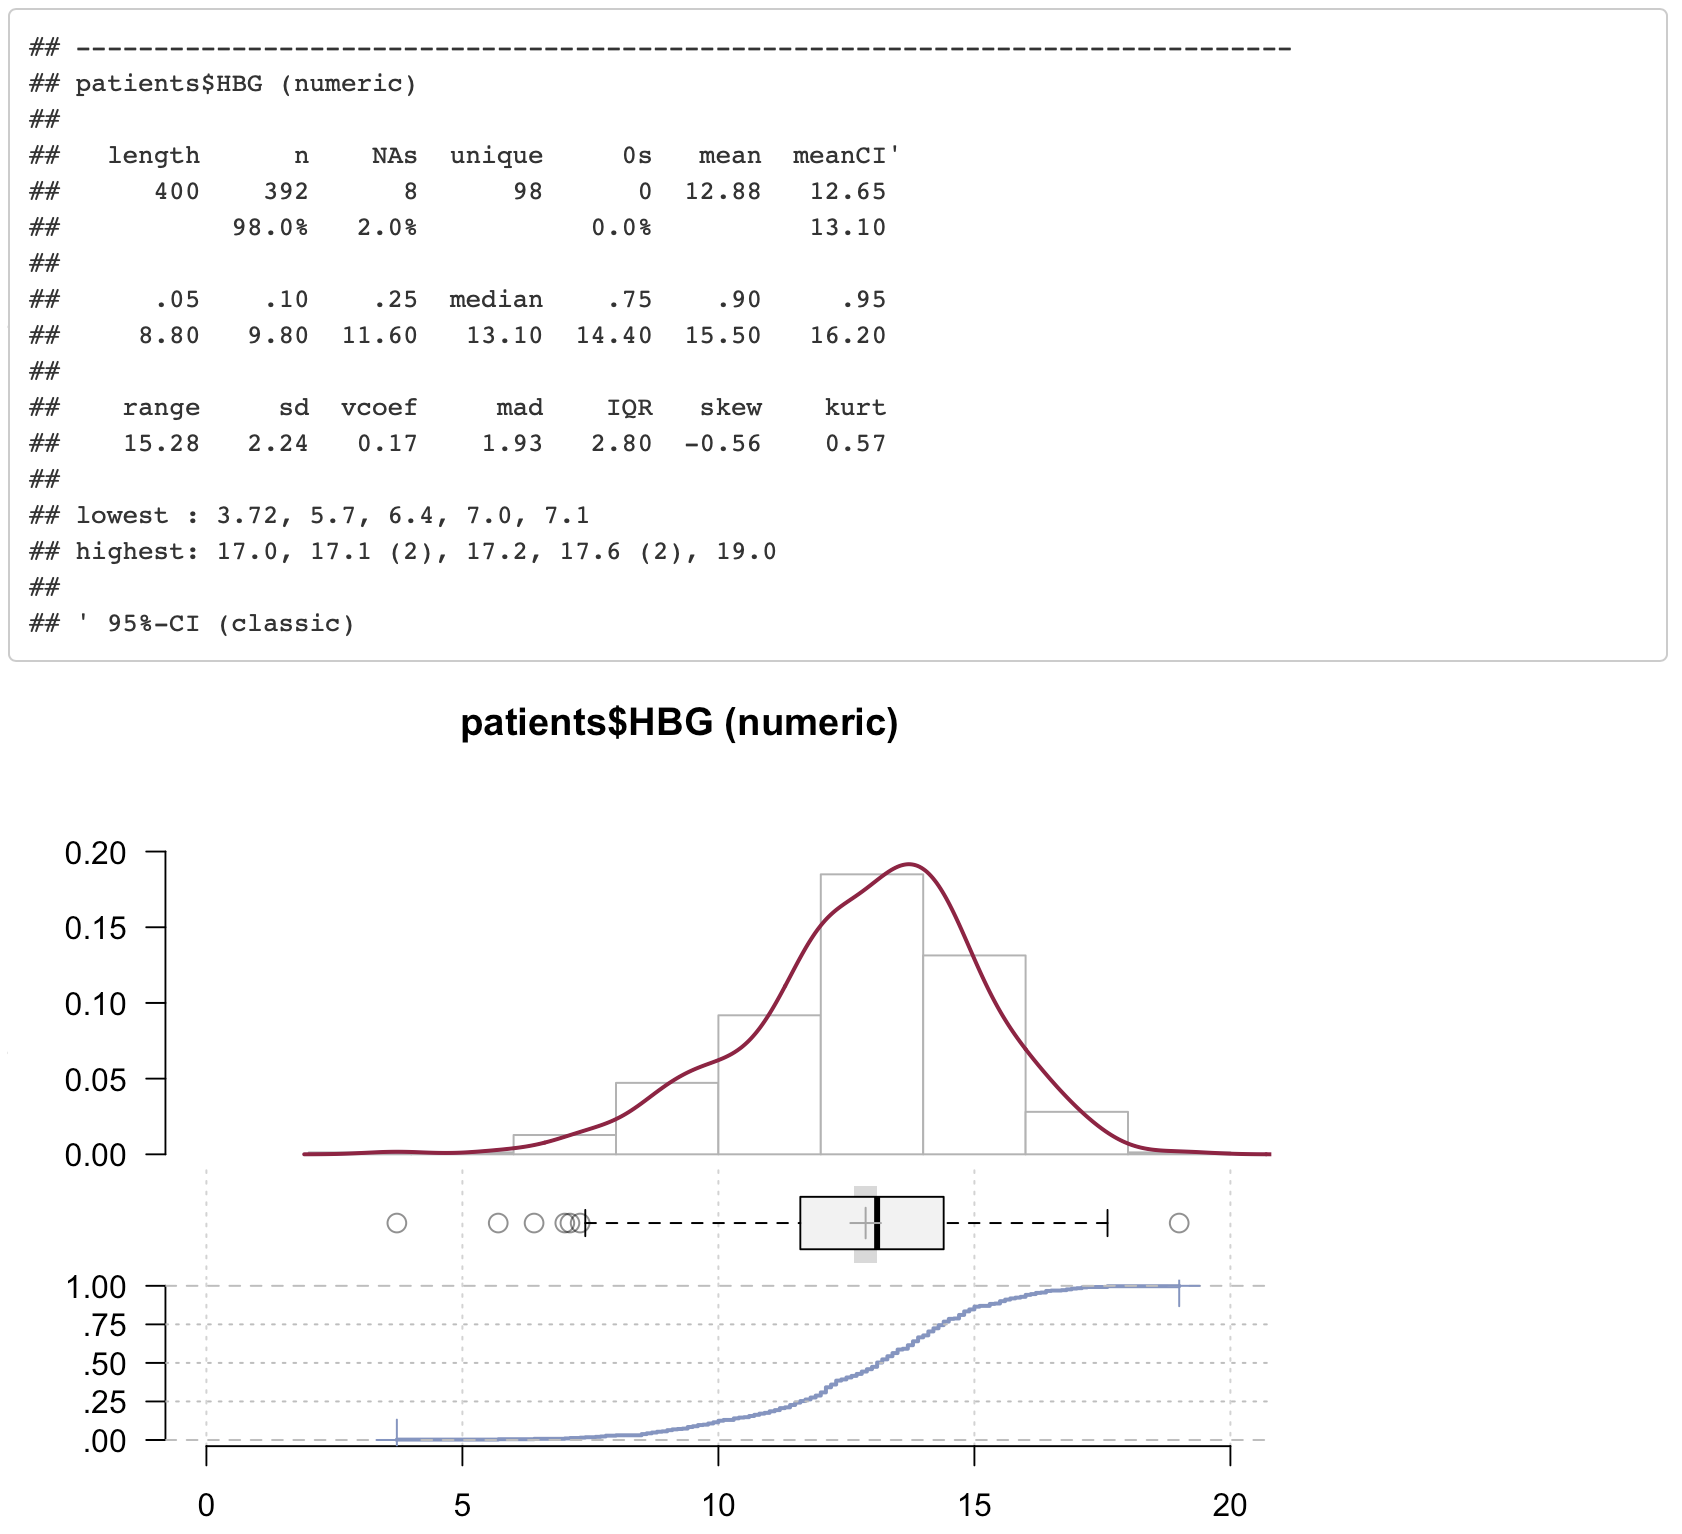 ## ------------------------------------------------------------------------------
## patients$HBG (numeric)
##
##   length      n    NAs  unique     0s   mean  meanCI'
##      400    392      8      98      0  12.88   12.65
##           98.0%   2.0%           0.0%          13.10
##
##      .05    .10    .25  median    .75    .90     .95
##     8.80   9.80  11.60   13.10  14.40  15.50   16.20
##
##    range     sd  vcoef     mad    IQR   skew    kurt
##    15.28   2.24   0.17    1.93   2.80  -0.56    0.57
##
## lowest : 3.72, 5.7, 6.4, 7.0, 7.1
## highest: 17.0, 17.1 (2), 17.2, 17.6 (2), 19.0
##
## ' 95%-CI (classic)
patients$HBG (numeric)
0.20
0.15
0.10
0.05
0.00
1.00
.75
.50
.25
.00
0 5 10 15 20